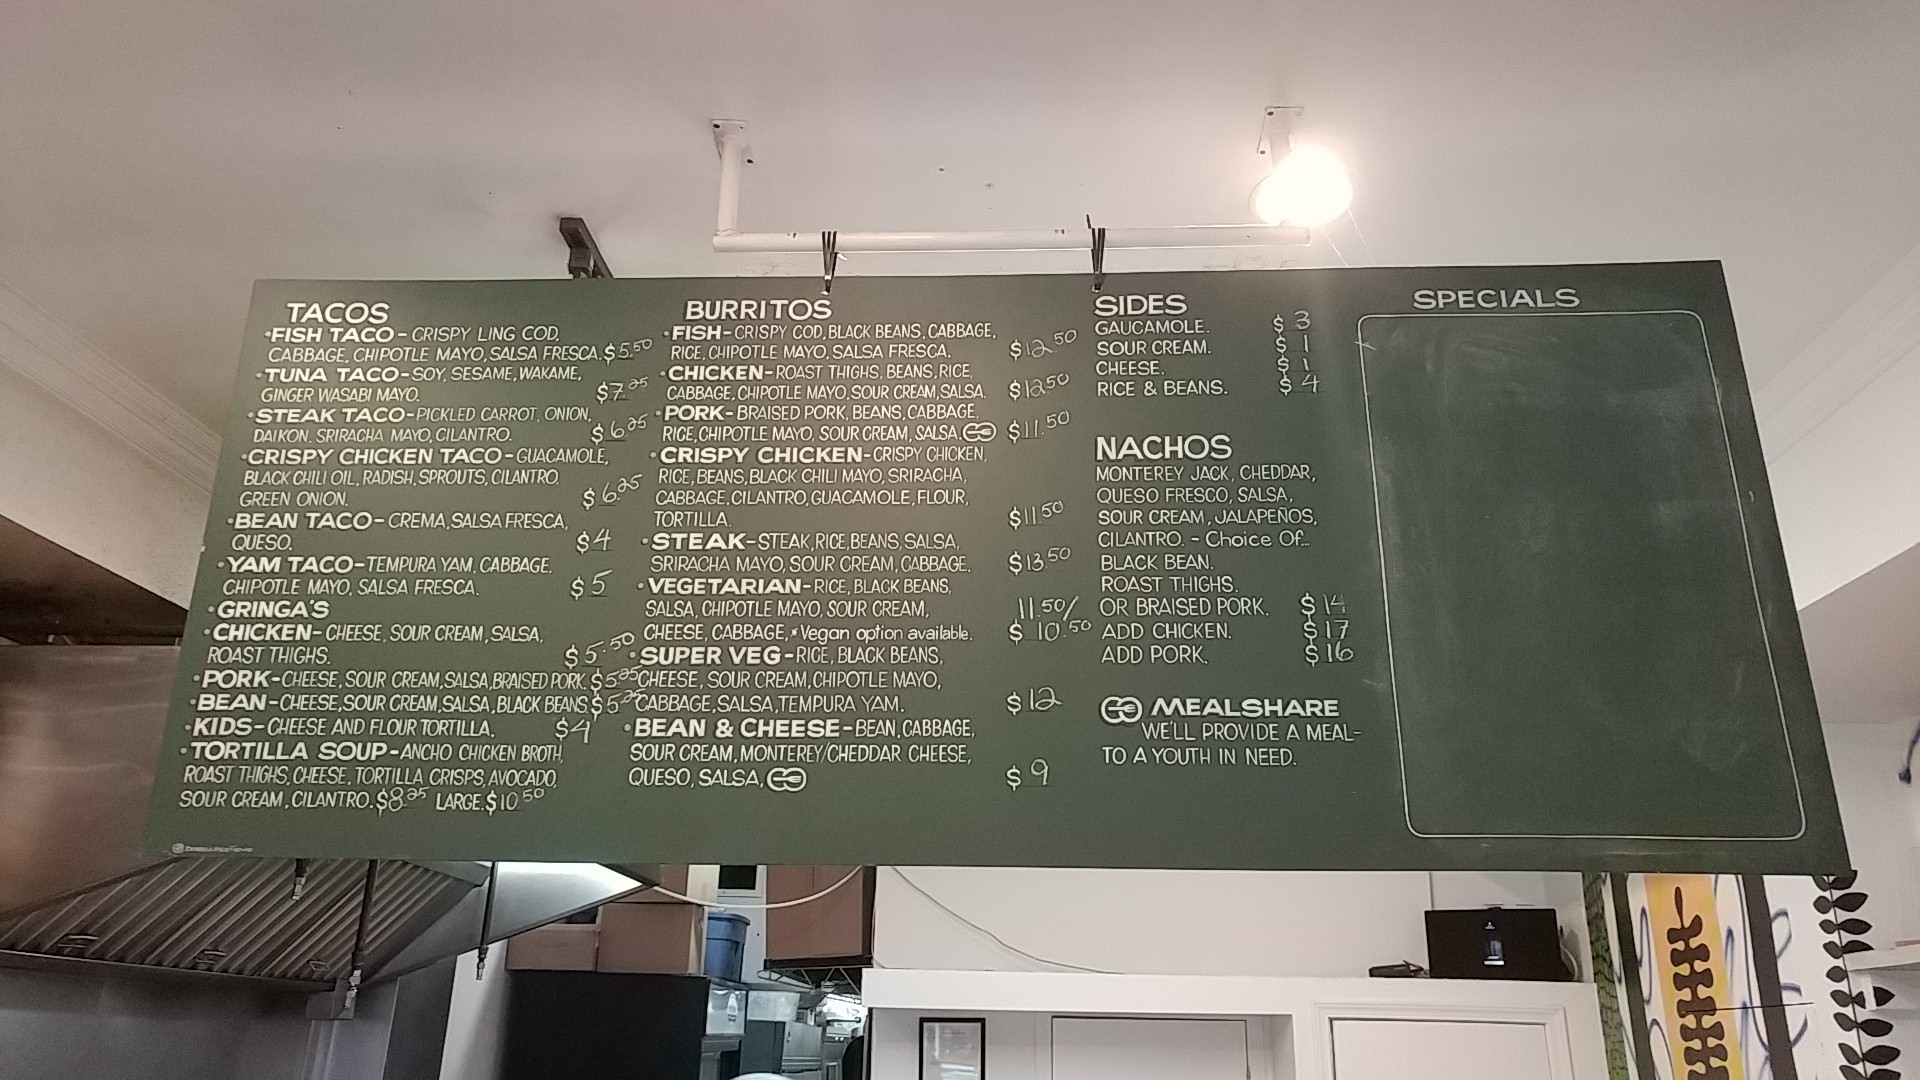 TACOS
•FISH TACO - CRISPY LING COD,
CABBAGE, CHIPOTLE MAYO, SALSA FRESCA. $5.50
•TUNA TACO - SOY, SESAME, WAKAME,
GINGER WASABI MAYO. $7.25
•STEAK TACO - PICKLED CARROT, ONION,
DAIKON, SRIRACHA MAYO, CILANTRO. $6.25
•CRISPY CHICKEN TACO - GUACAMOLE,
BLACK CHILI OIL, RADISH, SPROUTS, CILANTRO
GREEN ONION. $6.25
•BEAN TACO - CREMA, SALSA FRESCA,
QUESO. $4
•YAM TACO - TEMPURA YAM, CABBAGE,
CHIPOTLE MAYO, SALSA FRESCA. $5
•GRINGA'S
•CHICKEN - CHEESE, SOUR CREAM, SALSA,
ROAST THIGHS. $5.50
•PORK - CHEESE, SOUR CREAM, SALSA, BRAISED PORK. $5.25
•BEAN - CHEESE, SOUR CREAM, SALSA, BLACK BEANS. $5.25
•KIDS - CHEESE AND FLOUR TORTILLA. $4
•TORTILLA SOUP - ANCHO CHICKEN BROTH,
ROAST THIGHS, CHEESE, TORTILLA CRISPS, AVOCADO,
SOUR CREAM, CILANTRO. $8.25 LARGE. $10.50
BURRITOS
•FISH - CRISPY COD, BLACK BEANS, CABBAGE,
RICE, CHIPOTLE MAYO, SALSA FRESCA. $12.50
•CHICKEN - ROAST THIGHS, BEANS, RICE,
CABBAGE, CHIPOTLE MAYO, SOUR CREAM, SALSA. $12.50
•PORK - BRAISED PORK, BEANS, CABBAGE,
RICE, CHIPOTLE MAYO, SOUR CREAM, SALSA. $11.50
•CRISPY CHICKEN - CRISPY CHICKEN,
RICE, BEANS, BLACK CHILI MAYO, SRIRACHA,
CABBAGE, CILANTRO, GUACAMOLE, FLOUR,
TORTILLA. $11.50
•STEAK - STEAK, RICE, BEANS, SALSA,
SRIRACHA MAYO, SOUR CREAM, CABBAGE. $13.50
•VEGETARIAN - RICE, BLACK BEANS,
SALSA, CHIPOTLE MAYO, SOUR CREAM, 11.50/
CHEESE, CABBAGE, *Vegan option available. $10.50
•SUPER VEG - RICE, BLACK BEANS,
CHEESE, SOUR CREAM, CHIPOTLE MAYO,
CABBAGE, SALSA, TEMPURA YAM. $12
•BEAN & CHEESE - BEAN, CABBAGE,
SOUR CREAM, MONTEREY/CHEDDAR CHEESE,
QUESO, SALSA, $9
SIDES
GAUCAMOLE. $3
SOUR CREAM. $1
CHEESE. $1
RICE & BEANS. $4
NACHOS
MONTEREY JACK, CHEDDAR,
QUESO FRESCO, SALSA,
SOUR CREAM, JALAPEÑOS,
CILANTRO. - Choice Of...
BLACK BEAN.
ROAST THIGHS.
OR BRAISED PORK. $14
ADD CHICKEN. $17
ADD PORK. $16
MEALSHARE
WE'LL PROVIDE A MEAL-
TO A YOUTH IN NEED.
SPECIALS